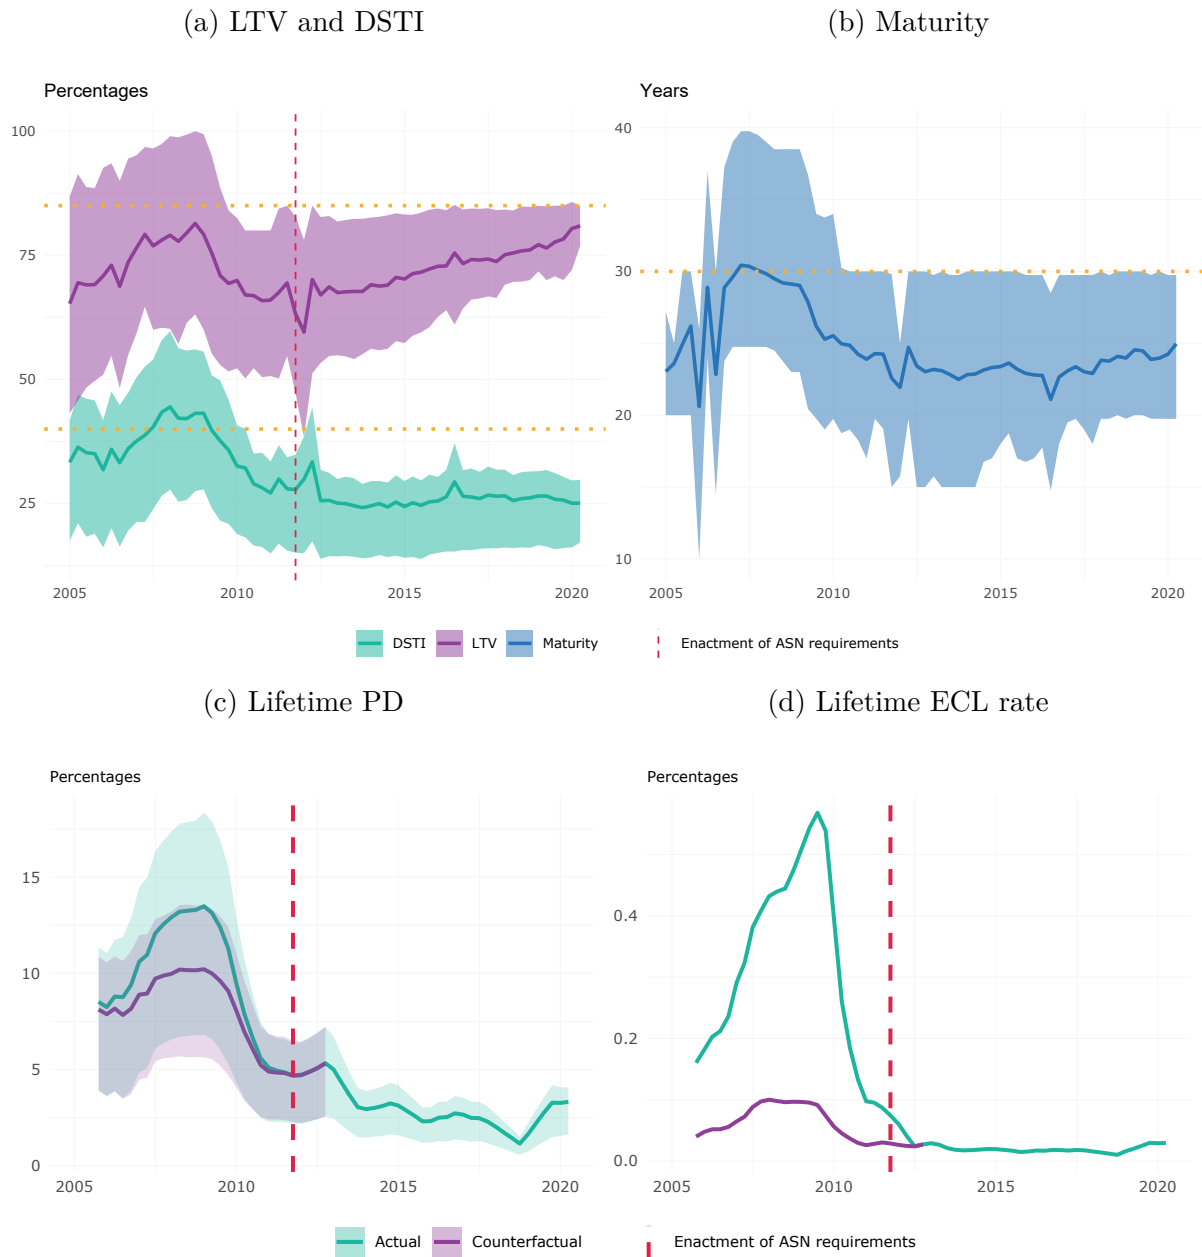 (a) LTV and DSTI
(b) Maturity
Percentages
Years
100
75
50
25
2005 2010 2015 2020
40
30
20
10
2005 2010 2015 2020
DSTI LTV Maturity Enactment of ASN requirements
(c) Lifetime PD
(d) Lifetime ECL rate
Percentages
Percentages
15
10
5
0
2005 2010 2015 2020
0.4
0.2
0.0
2005 2010 2015 2020
Actual Counterfactual Enactment of ASN requirements